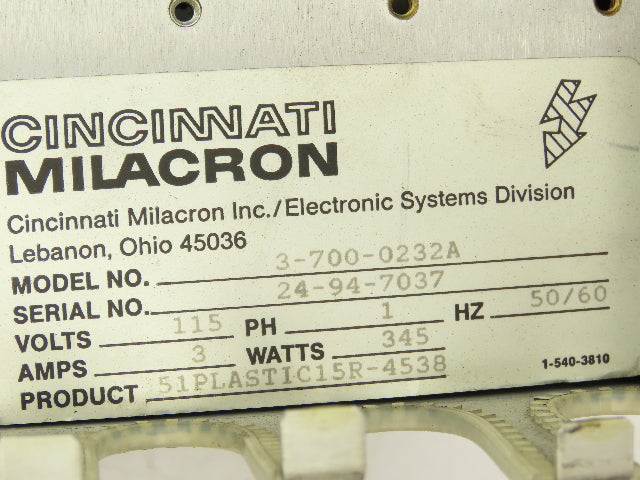 CINCINNATI
MILACRON
Cincinnati Milacron Inc./Electronic Systems Division
Lebanon, Ohio 45036
MODEL NO. 3-700-0232A
SERIAL NO. 24-94-7037
VOLTS 115 PH 1 HZ 50/60
AMPS 3 WATTS 345
PRODUCT 51PLASTIC15R-4538
1-540-3810